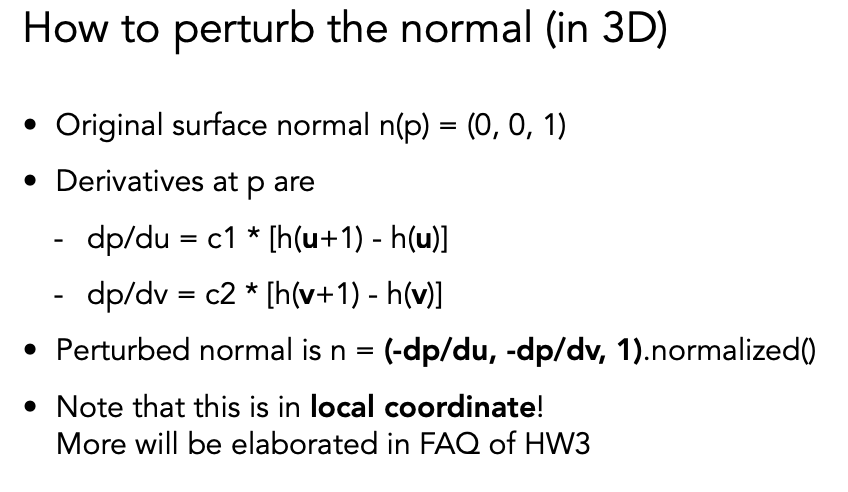 How to perturb the normal (in 3D)
• Original surface normal n(p) = (0, 0, 1)
• Derivatives at p are
- dp/du = c1 * [h(u+1) - h(u)]
- dp/dv = c2 * [h(v+1) - h(v)]
• Perturbed normal is n = (-dp/du, -dp/dv, 1).normalized()
• Note that this is in local coordinate!
More will be elaborated in FAQ of HW3